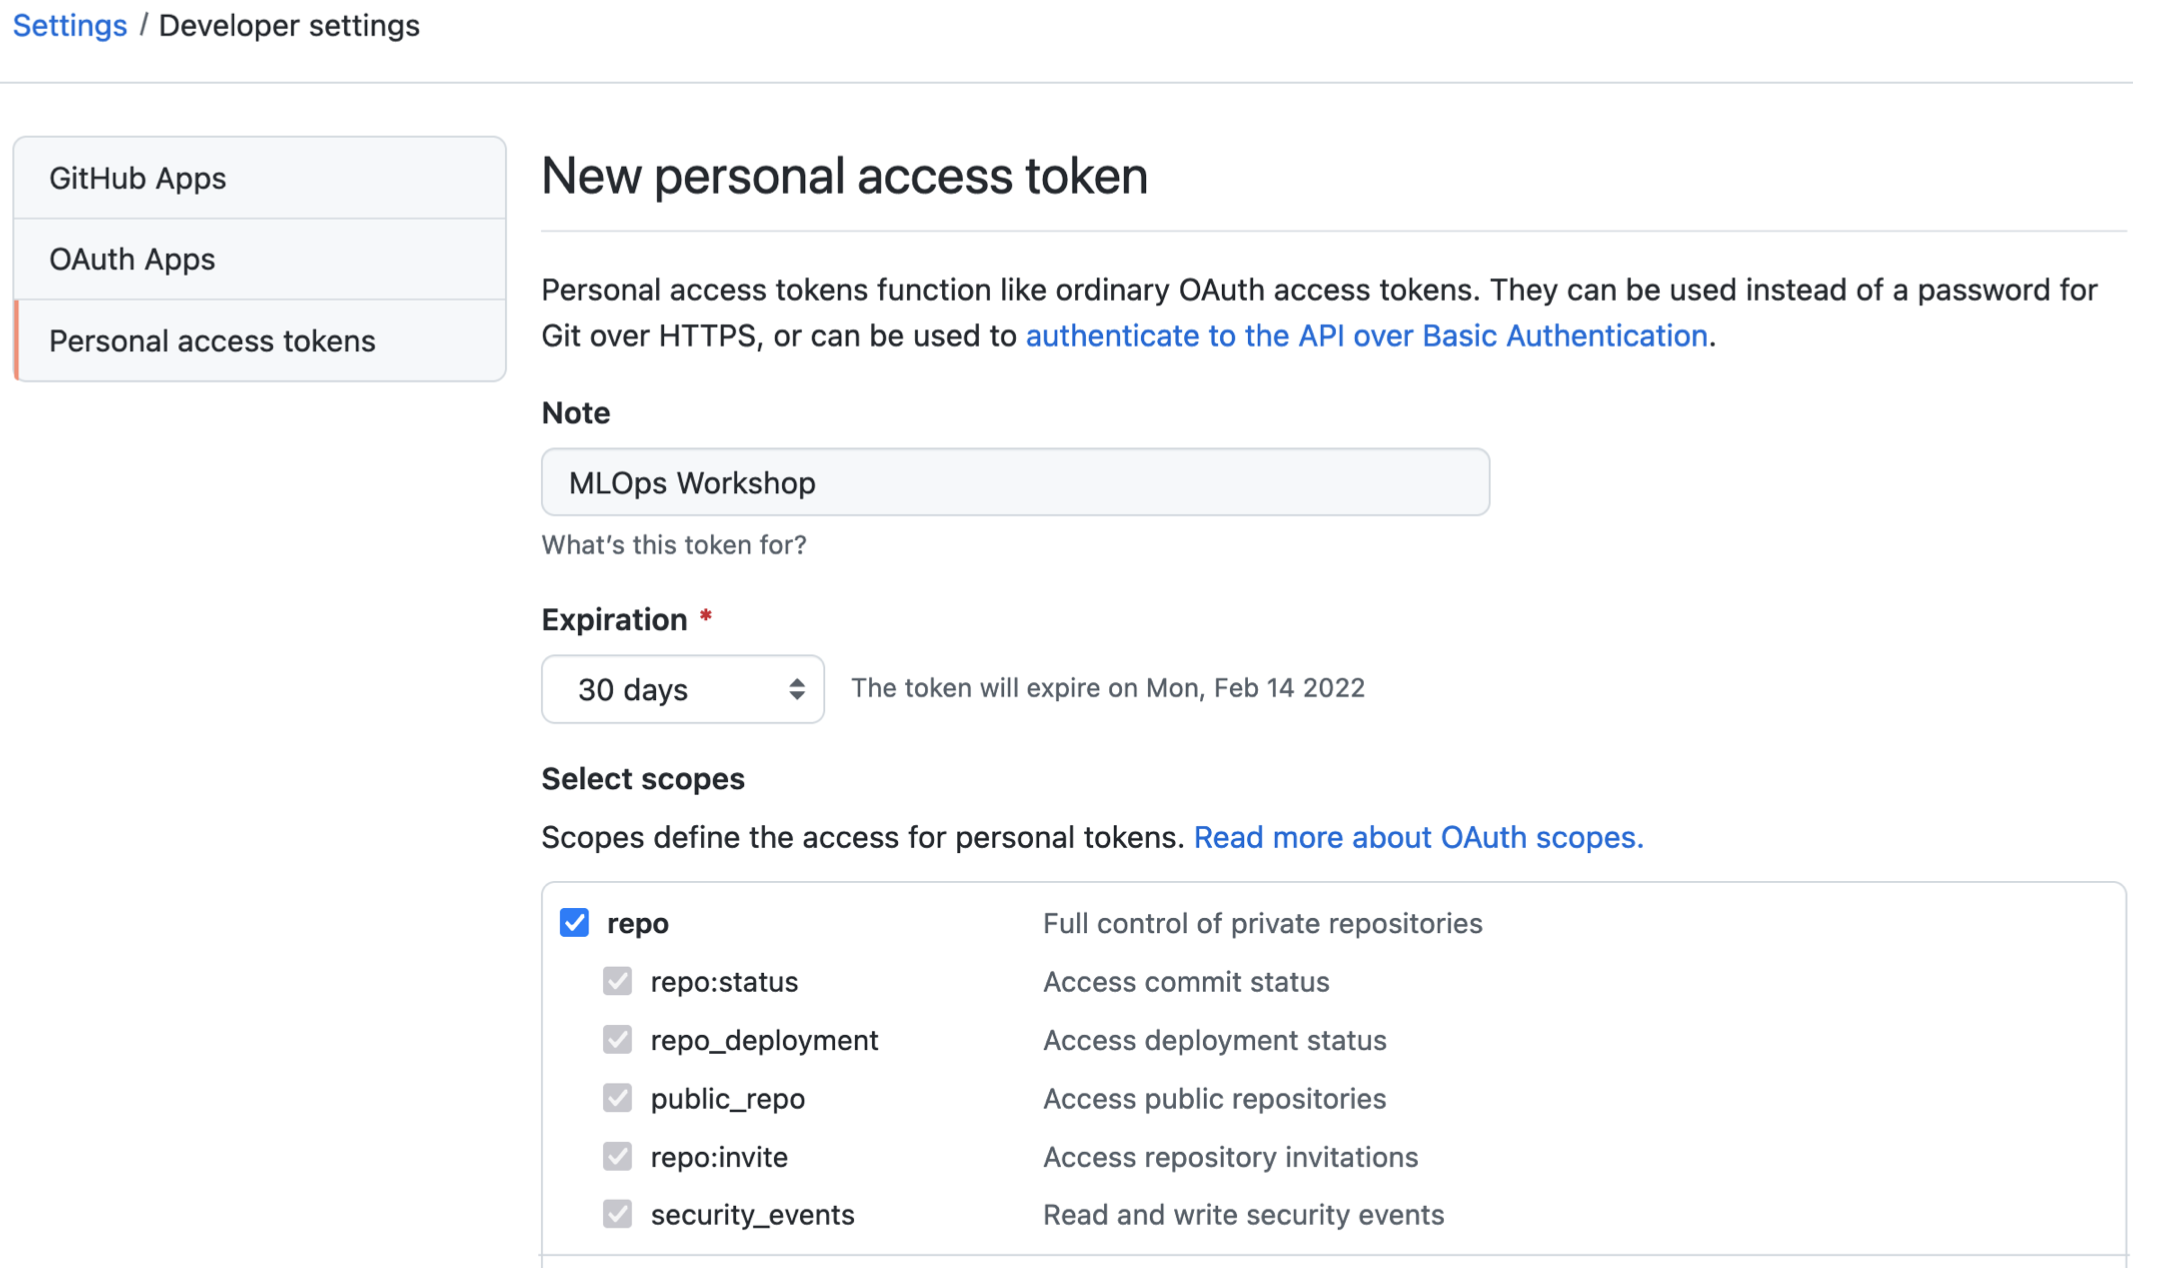 Settings / Developer settings
GitHub Apps
OAuth Apps
Personal access tokens
New personal access token
Personal access tokens function like ordinary OAuth access tokens. They can be used instead of a password for
Git over HTTPS, or can be used to authenticate to the API over Basic Authentication.
Note
MLOps Workshop
What's this token for?
Expiration *
30 days The token will expire on Mon, Feb 14 2022
Select scopes
Scopes define the access for personal tokens. Read more about OAuth scopes.
repo Full control of private repositories
repo:status Access commit status
repo_deployment Access deployment status
public_repo Access public repositories
repo:invite Access repository invitations
security_events Read and write security events